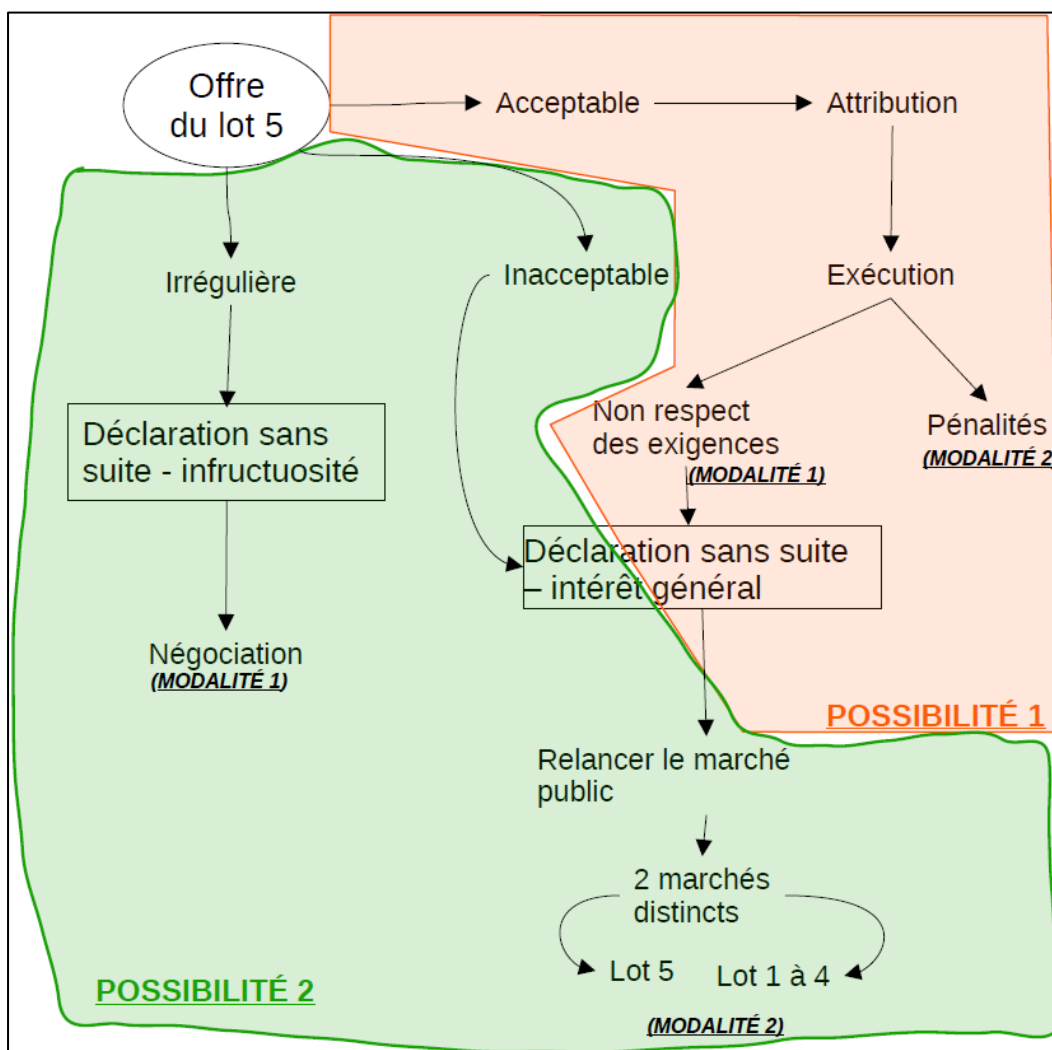 Offre
du lot 5
Acceptable
Attribution
Irrégulière
Inacceptable
Exécution
Déclaration sans
suite - infructuosité
Non respect
des exigences
(MODALITÉ 1)
Pénalités
(MODALITÉ 2)
Déclaration sans suite
– intérêt général
Négociation
(MODALITÉ 1)
POSSIBILITÉ 1
Relancer le marché
public
2 marchés
distincts
Lot 5
Lot 1 à 4
(MODALITÉ 2)
POSSIBILITÉ 2